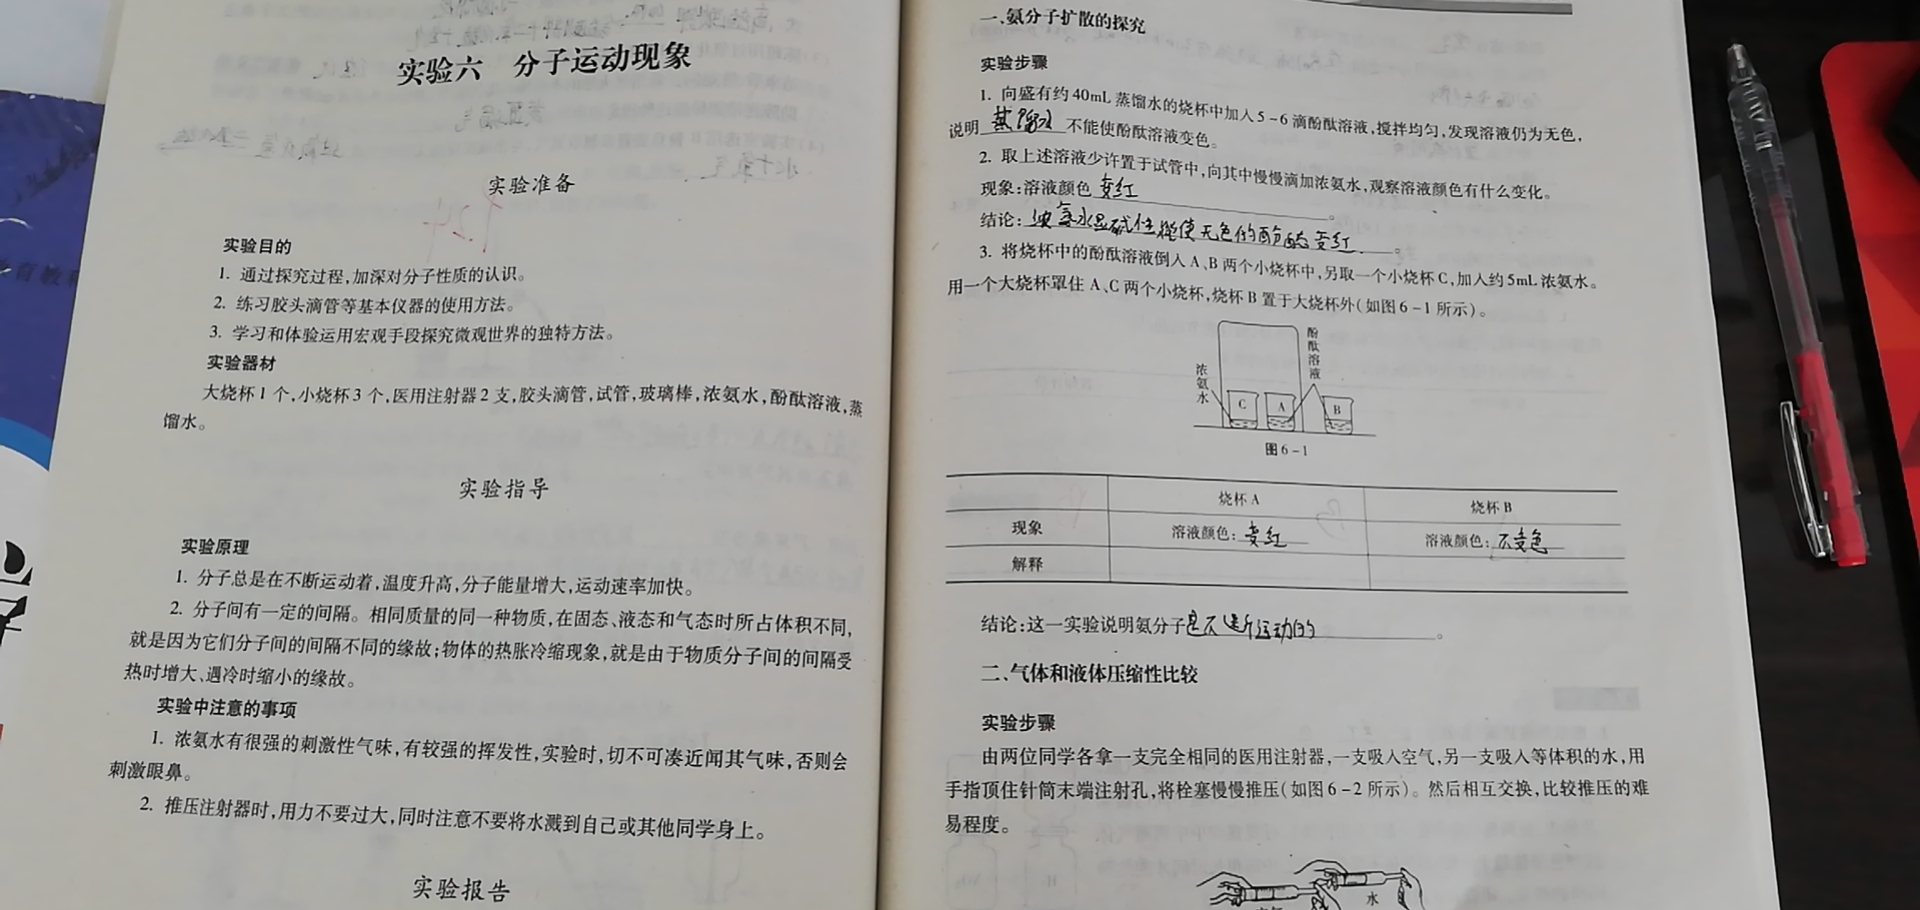 实验六 分子运动现象
实验准备
实验目的
1. 通过探究过程,加深对分子性质的认识。
2. 练习胶头滴管等基本仪器的使用方法。
3. 学习和体验运用宏观手段探究微观世界的独特方法。
实验器材
大烧杯1个,小烧杯3个,医用注射器2支,胶头滴管,试管,玻璃棒,浓氨水,酚酞溶液,蒸
馏水。
实验指导
实验原理
1. 分子总是在不断运动着,温度升高,分子能量增大,运动速率加快。
2. 分子间有一定的间隔。相同质量的同一种物质,在固态、液态和气态时所占体积不同,
就是因为它们分子间的间隔不同的缘故;物体的热胀冷缩现象,就是由于物质分子间的间隔受
热时增大、遇冷时缩小的缘故。
实验中注意的事项
1. 浓氨水有很强的刺激性气味,有较强的挥发性,实验时,切不可凑近闻其气味,否则会
刺激眼鼻。
2. 推压注射器时,用力不要过大,同时注意不要将水溅到自己或其他同学身上。
实验报告
一、氨分子扩散的探究
实验步骤
1. 向盛有约40mL蒸馏水的烧杯中加入5-6滴酚酞溶液,搅拌均匀,发现溶液仍为无色,
说明 蒸馏水 不能使酚酞溶液变色。
2. 取上述溶液少许置于试管中,向其中慢慢滴加浓氨水,观察溶液颜色有什么变化。
现象:溶液颜色 变红 。
结论: 氨水显碱性能使无色的酚酞变红 。
3. 将烧杯中的酚酞溶液倒入A、B两个小烧杯中,另取一个小烧杯C,加入约5mL浓氨水。
用一个大烧杯罩住A、C两个小烧杯,烧杯B置于大烧杯外(如图6-1所示)。
酚酞溶液
浓氨水
C A B
图6-1
烧杯A 烧杯B
现象 溶液颜色: 变红 溶液颜色: 不变色
解释
结论:这一实验说明氨分子是不断运动的 。
二、气体和液体压缩性比较
实验步骤
由两位同学各拿一支完全相同的医用注射器,一支吸入空气,另一支吸入等体积的水,用
手指顶住针筒末端注射孔,将栓塞慢慢推压(如图6-2所示)。然后相互交换,比较推压的难
易程度。
水